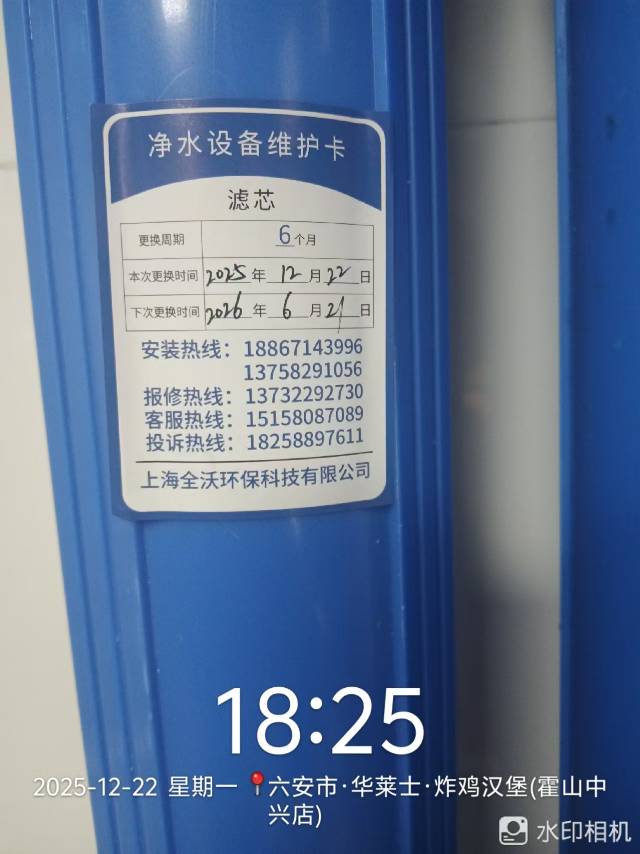 净水设备维护卡
滤芯
更换周期 6个月
本次更换时间 2025年 12月22日
下次更换时间 2026年 6月21日
安装热线：18867143996
13758291056
报修热线：13732292730
客服热线：15158087089
投诉热线：18258897611
上海全沃环保科技有限公司
18:25
2025-12-22 星期一 📍六安市·华莱士·炸鸡汉堡(霍山中
兴店)
水印相机